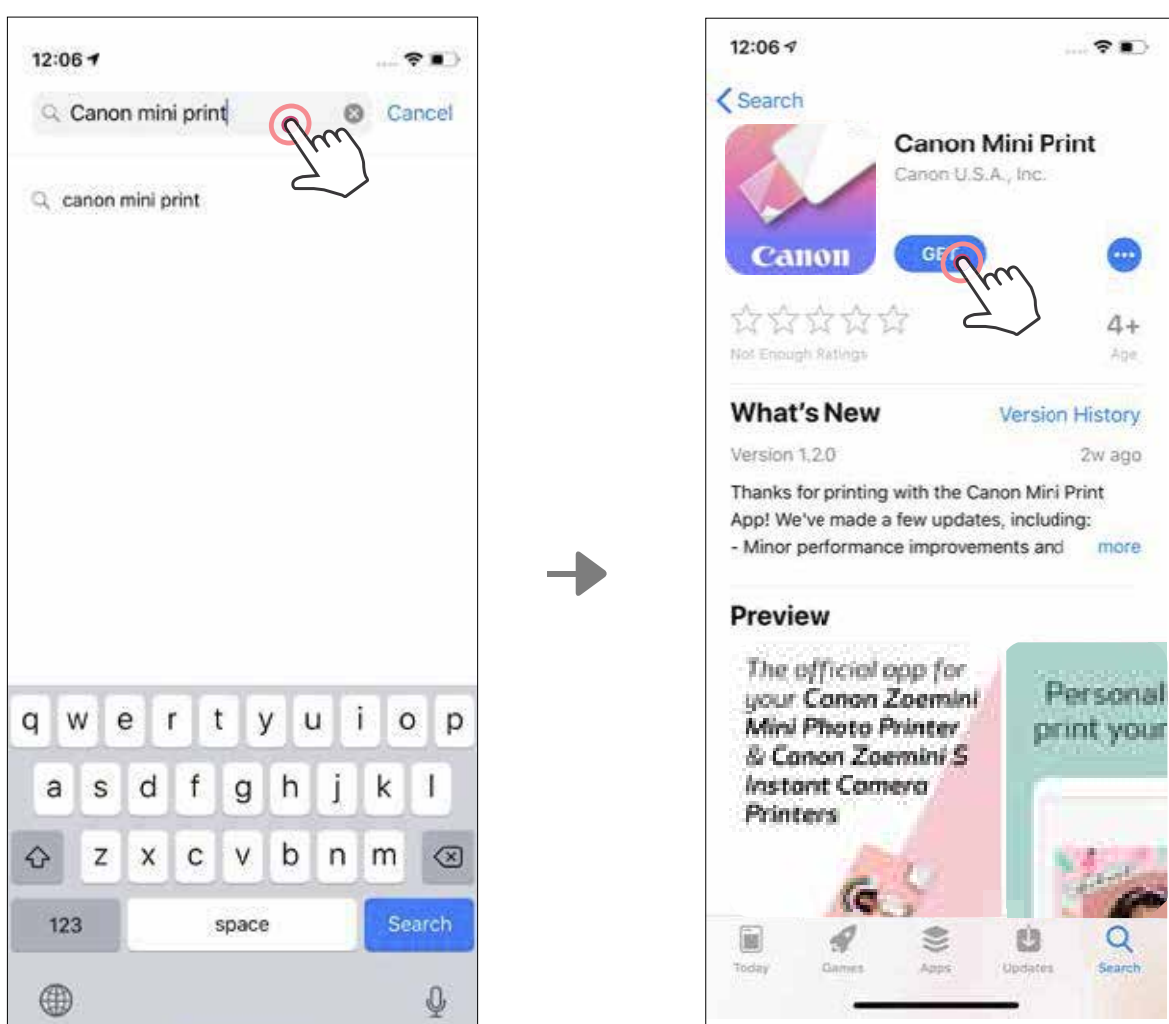 12:06
Canon mini print
Cancel
canon mini print
q w e r t y u i o p
a s d f g h j k l
z x c v b n m
123 space Search
12:06
Search
Canon Mini Print
Canon U.S.A., Inc.
Canon
GET
4+
Not Enough Ratings
Age
What's New
Version History
Version 1.2.0
2w ago
Thanks for printing with the Canon Mini Print
App! We've made a few updates, including:
- Minor performance improvements and
more
Preview
The official app for
your Canon Zoemini
Mini Photo Printer
& Canon Zoemini S
Instant Camera
Printers
Personal
print your
Today
Games
Apps
Updates
Search